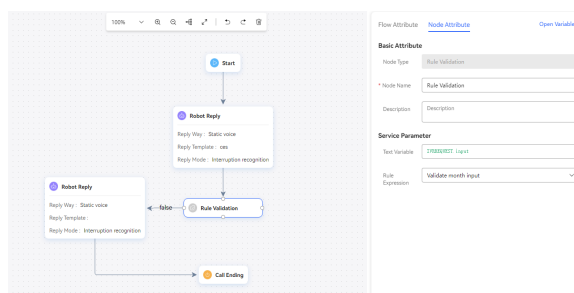 100%
Flow Attribute
Node Attribute
Open Variable
Basic Attribute
Node Type
Rule Validation
* Node Name
Rule Validation
Description
Description
Service Parameter
Test Variable
input
Rule Expression
Validate month input
Start
Robot Reply
Reply Way : Static voice
Reply Template : ces
Reply Mode : Interruption recognition
Robot Reply
Reply Way : Static voice
Reply Template :
Reply Mode : Interruption recognition
false
Rule Validation
Call Ending